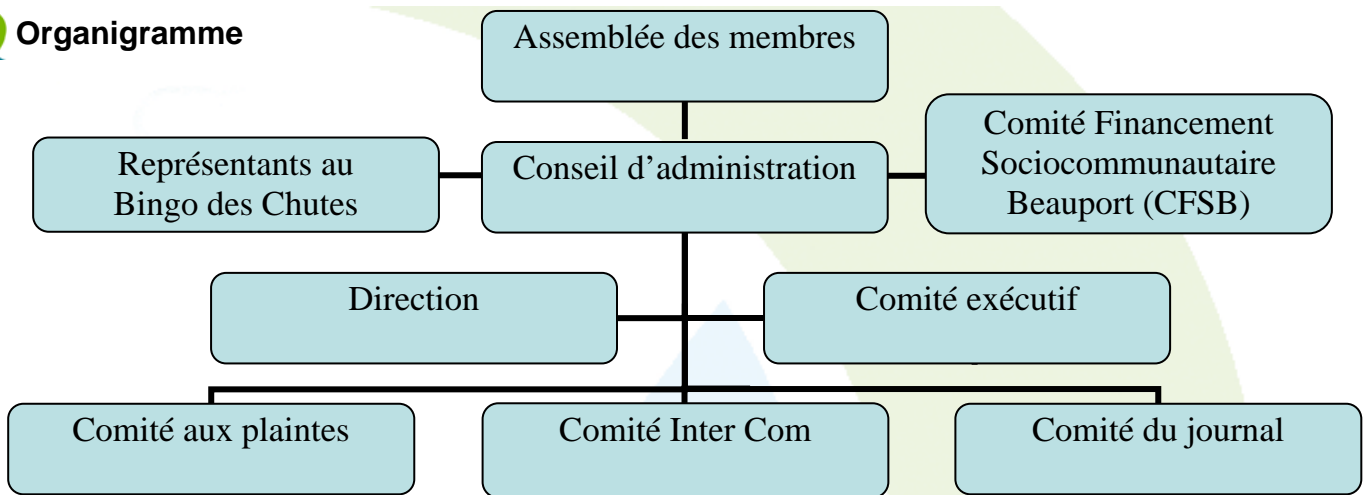 Organigramme
Assemblée des membres
Représentants au
Bingo des Chutes
Conseil d’administration
Comité Financement
Sociocommunautaire
Beauport (CFSB)
Direction
Comité exécutif
Comité aux plaintes
Comité Inter Com
Comité du journal